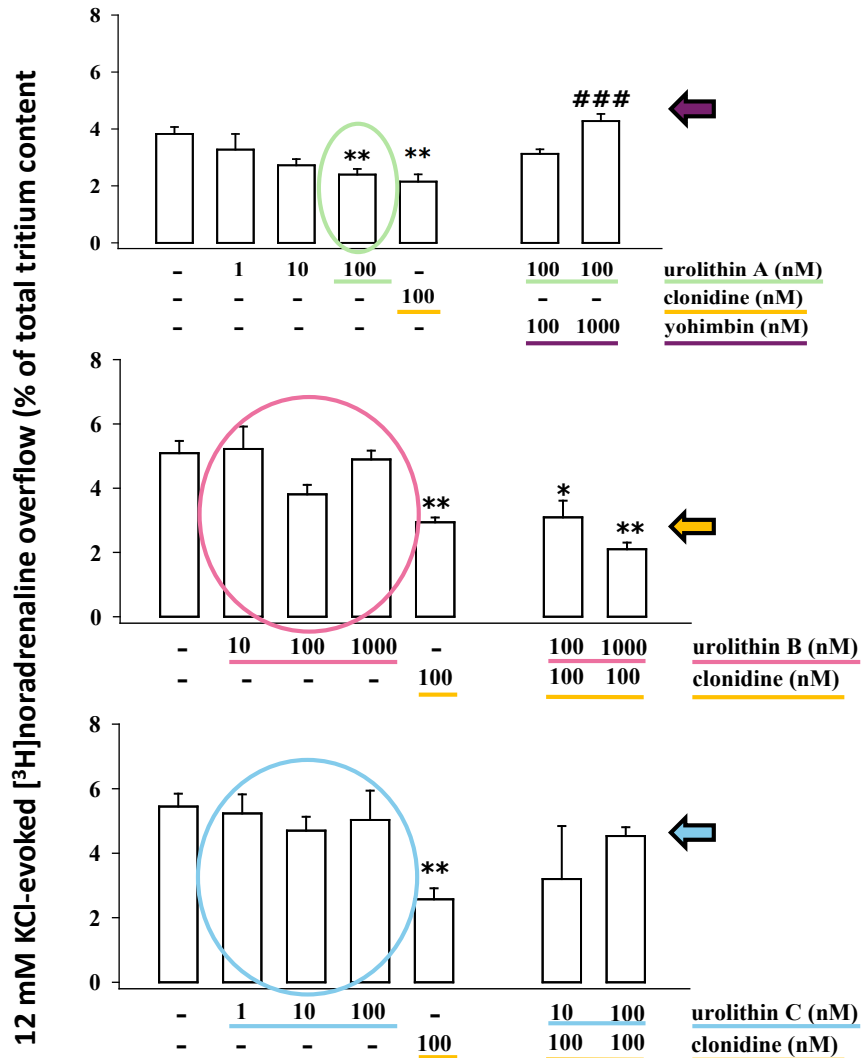 12 mM KCl-evoked [³H]noradrenaline overflow (% of total tritium content
8
6
4
2
0
** ** ###
- 1 10 100 - 100 100 urolithin A (nM)
- - - - 100 - - clonidine (nM)
- - - - - 100 1000 yohimbin (nM)
8
6
4
2
0
** * **
- 10 100 1000 - 100 1000 urolithin B (nM)
- - - - 100 100 100 clonidine (nM)
8
6
4
2
0
**
- 1 10 100 - 10 100 urolithin C (nM)
- - - - 100 100 100 clonidine (nM)